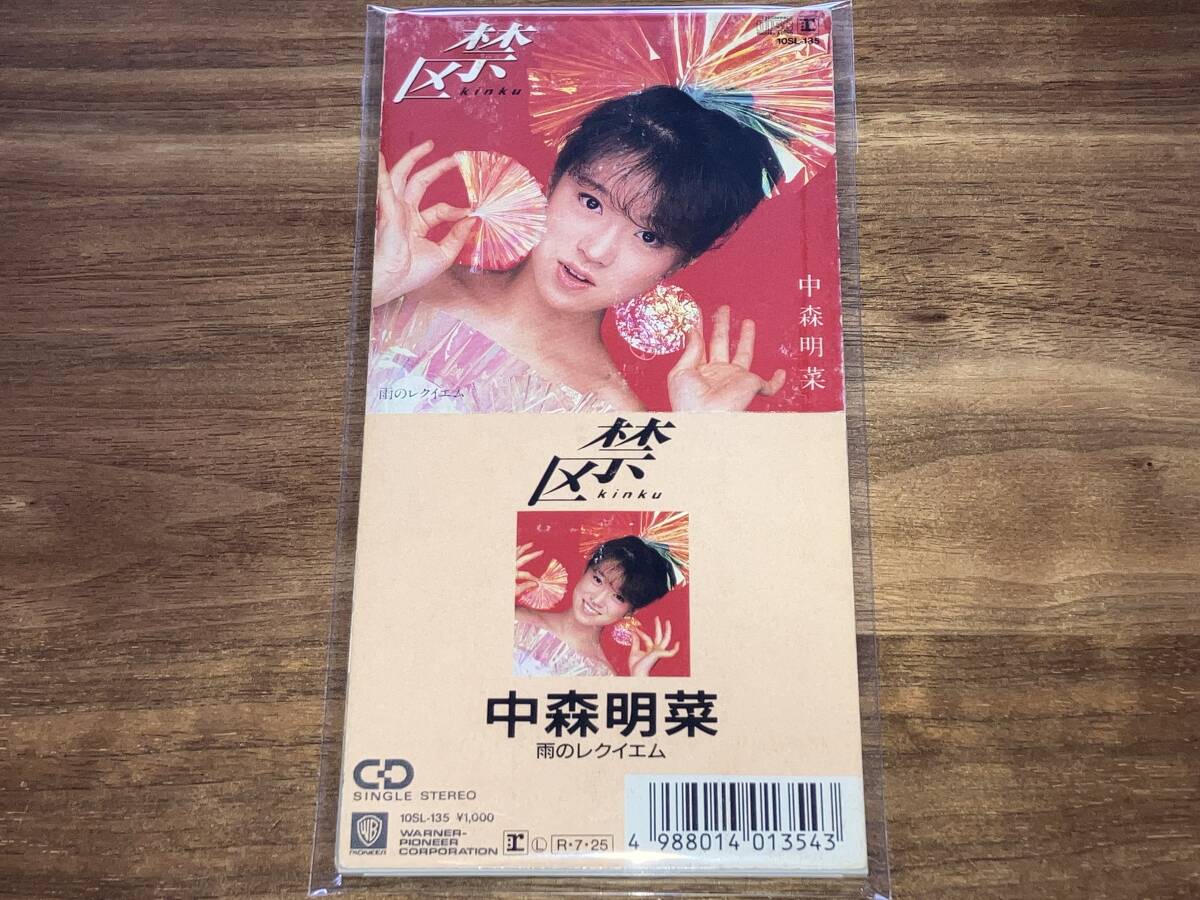 禁区
kinku
10SL-135
中森明菜
雨のレクイエム
禁区
kinku
中森明菜
雨のレクイエム
CD
SINGLE STEREO
10SL-135 ¥1,000
WB
PIONEER
WARNER-
PIONEER
CORPORATION
r
Ⓛ
R・7・25
4 988014 013543